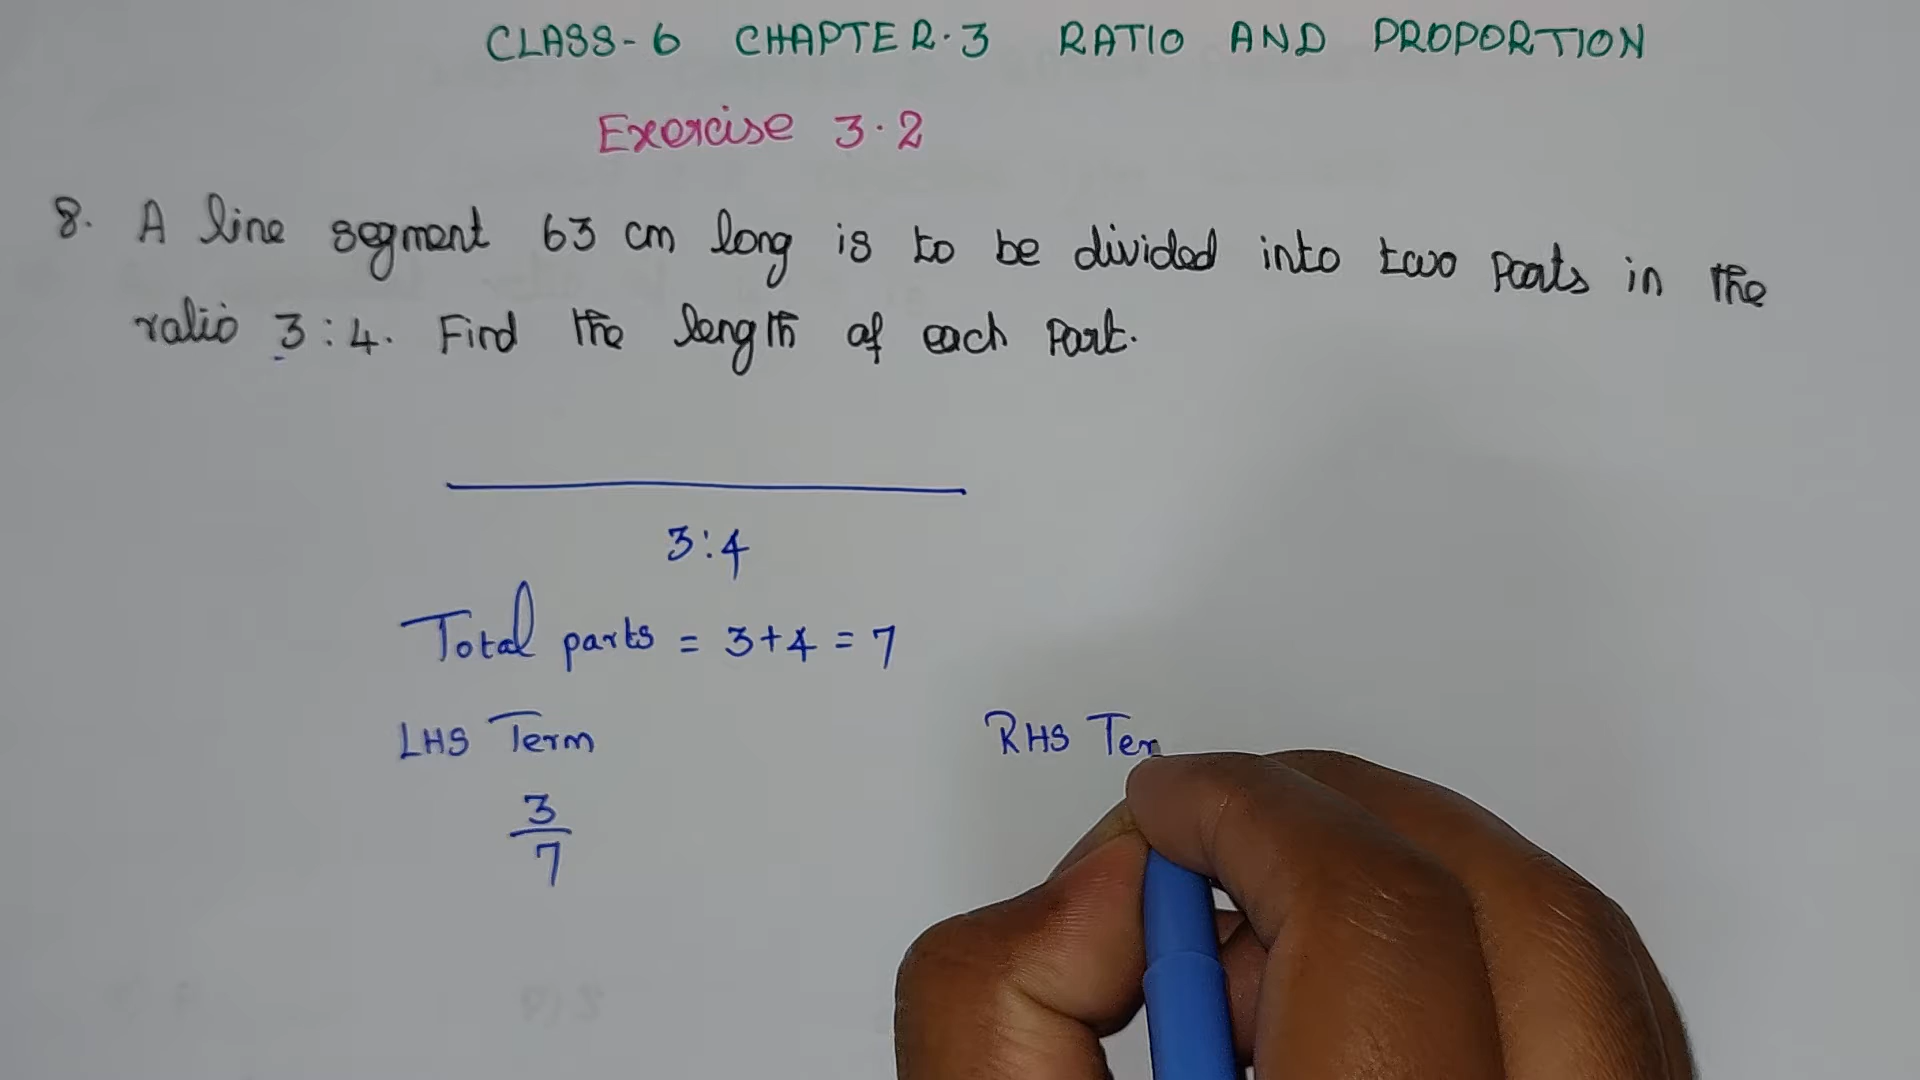 CLASS-6 CHAPTER.3 RATIO AND PROPORTION
Exercise 3.2
8. A line segment 63 cm long is to be divided into two parts in the
ratio 3:4. Find the length of each part.
3:4
Total parts = 3+4=7
LHS Term
RHS Ter
3
7